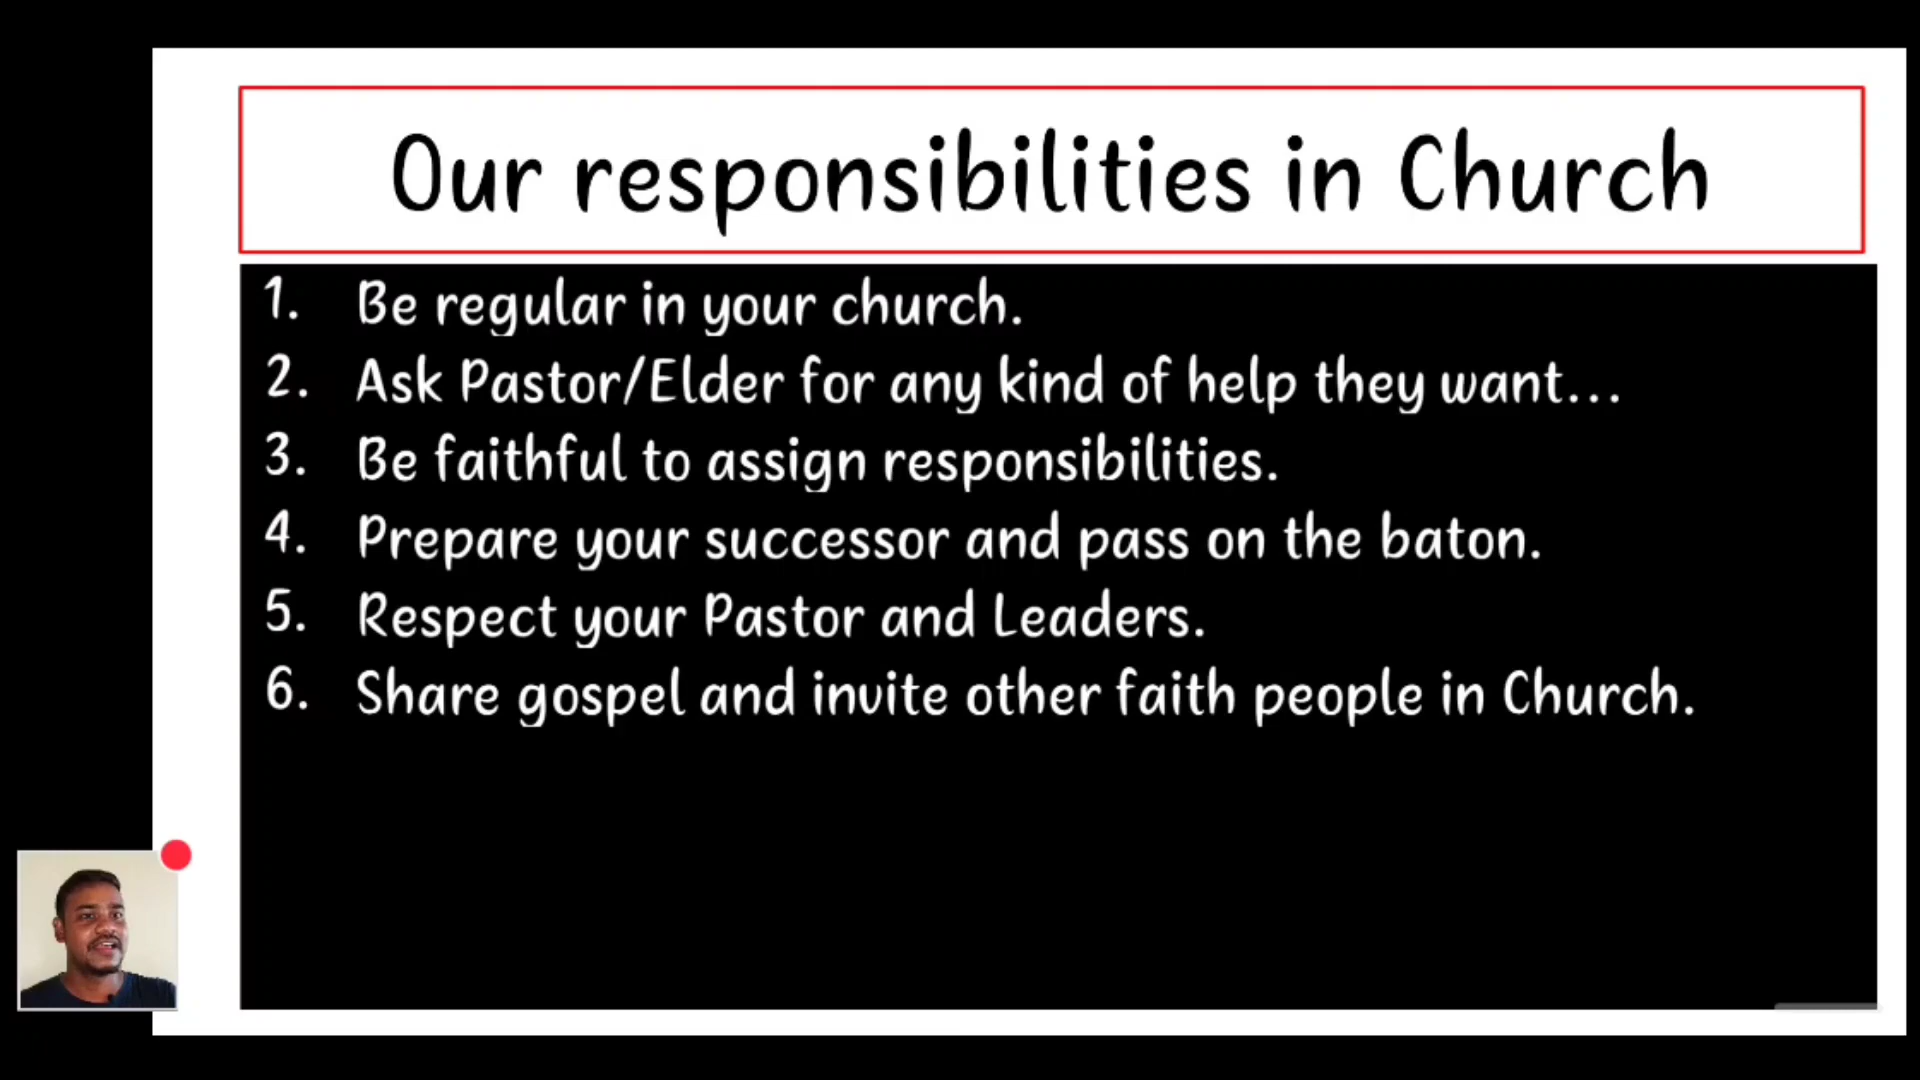 Our responsibilities in Church
1. Be regular in your church.
2. Ask Pastor/Elder for any kind of help they want...
3. Be faithful to assign responsibilities.
4. Prepare your successor and pass on the baton.
5. Respect your Pastor and Leaders.
6. Share gospel and invite other faith people in Church.